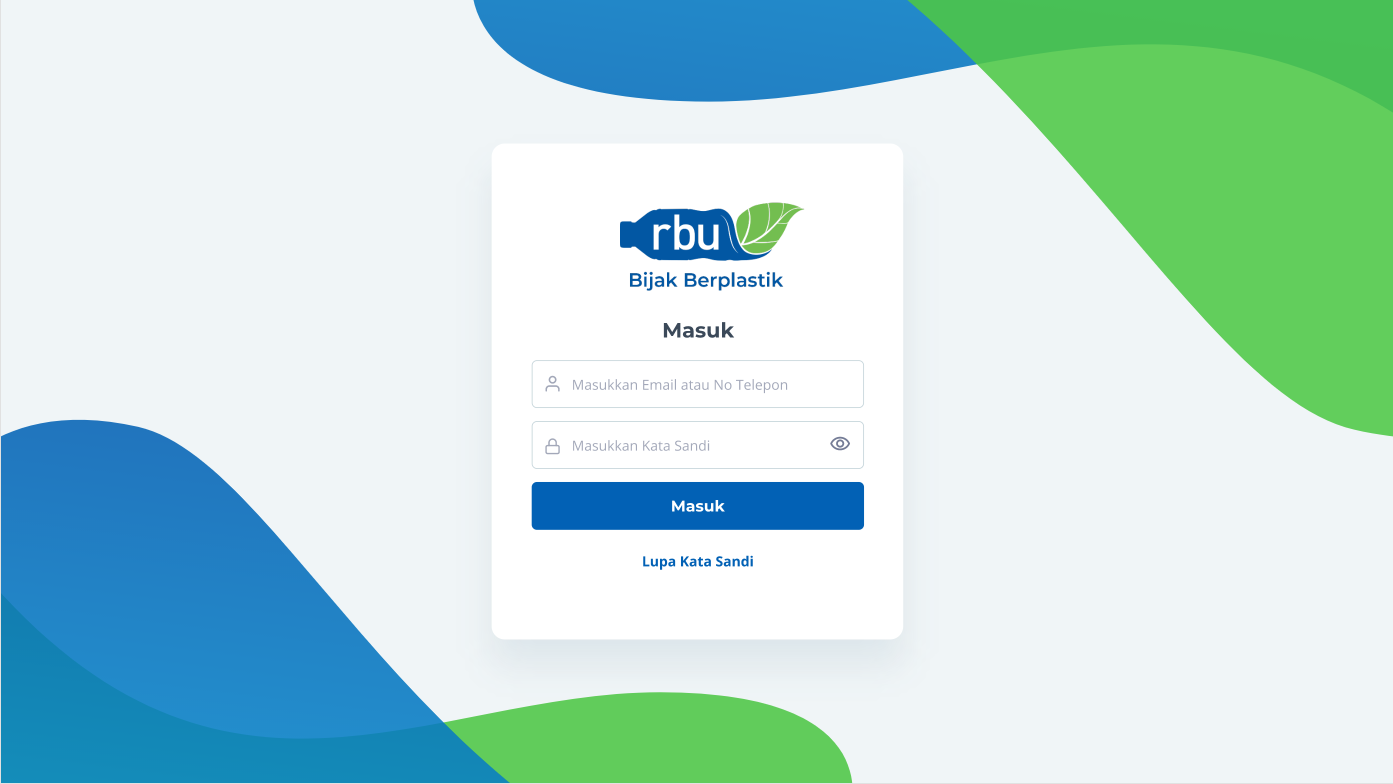 rbu
Bijak Berplastik
Masuk
Masukkan Email atau No Telepon
Masukkan Kata Sandi
Masuk
Lupa Kata Sandi